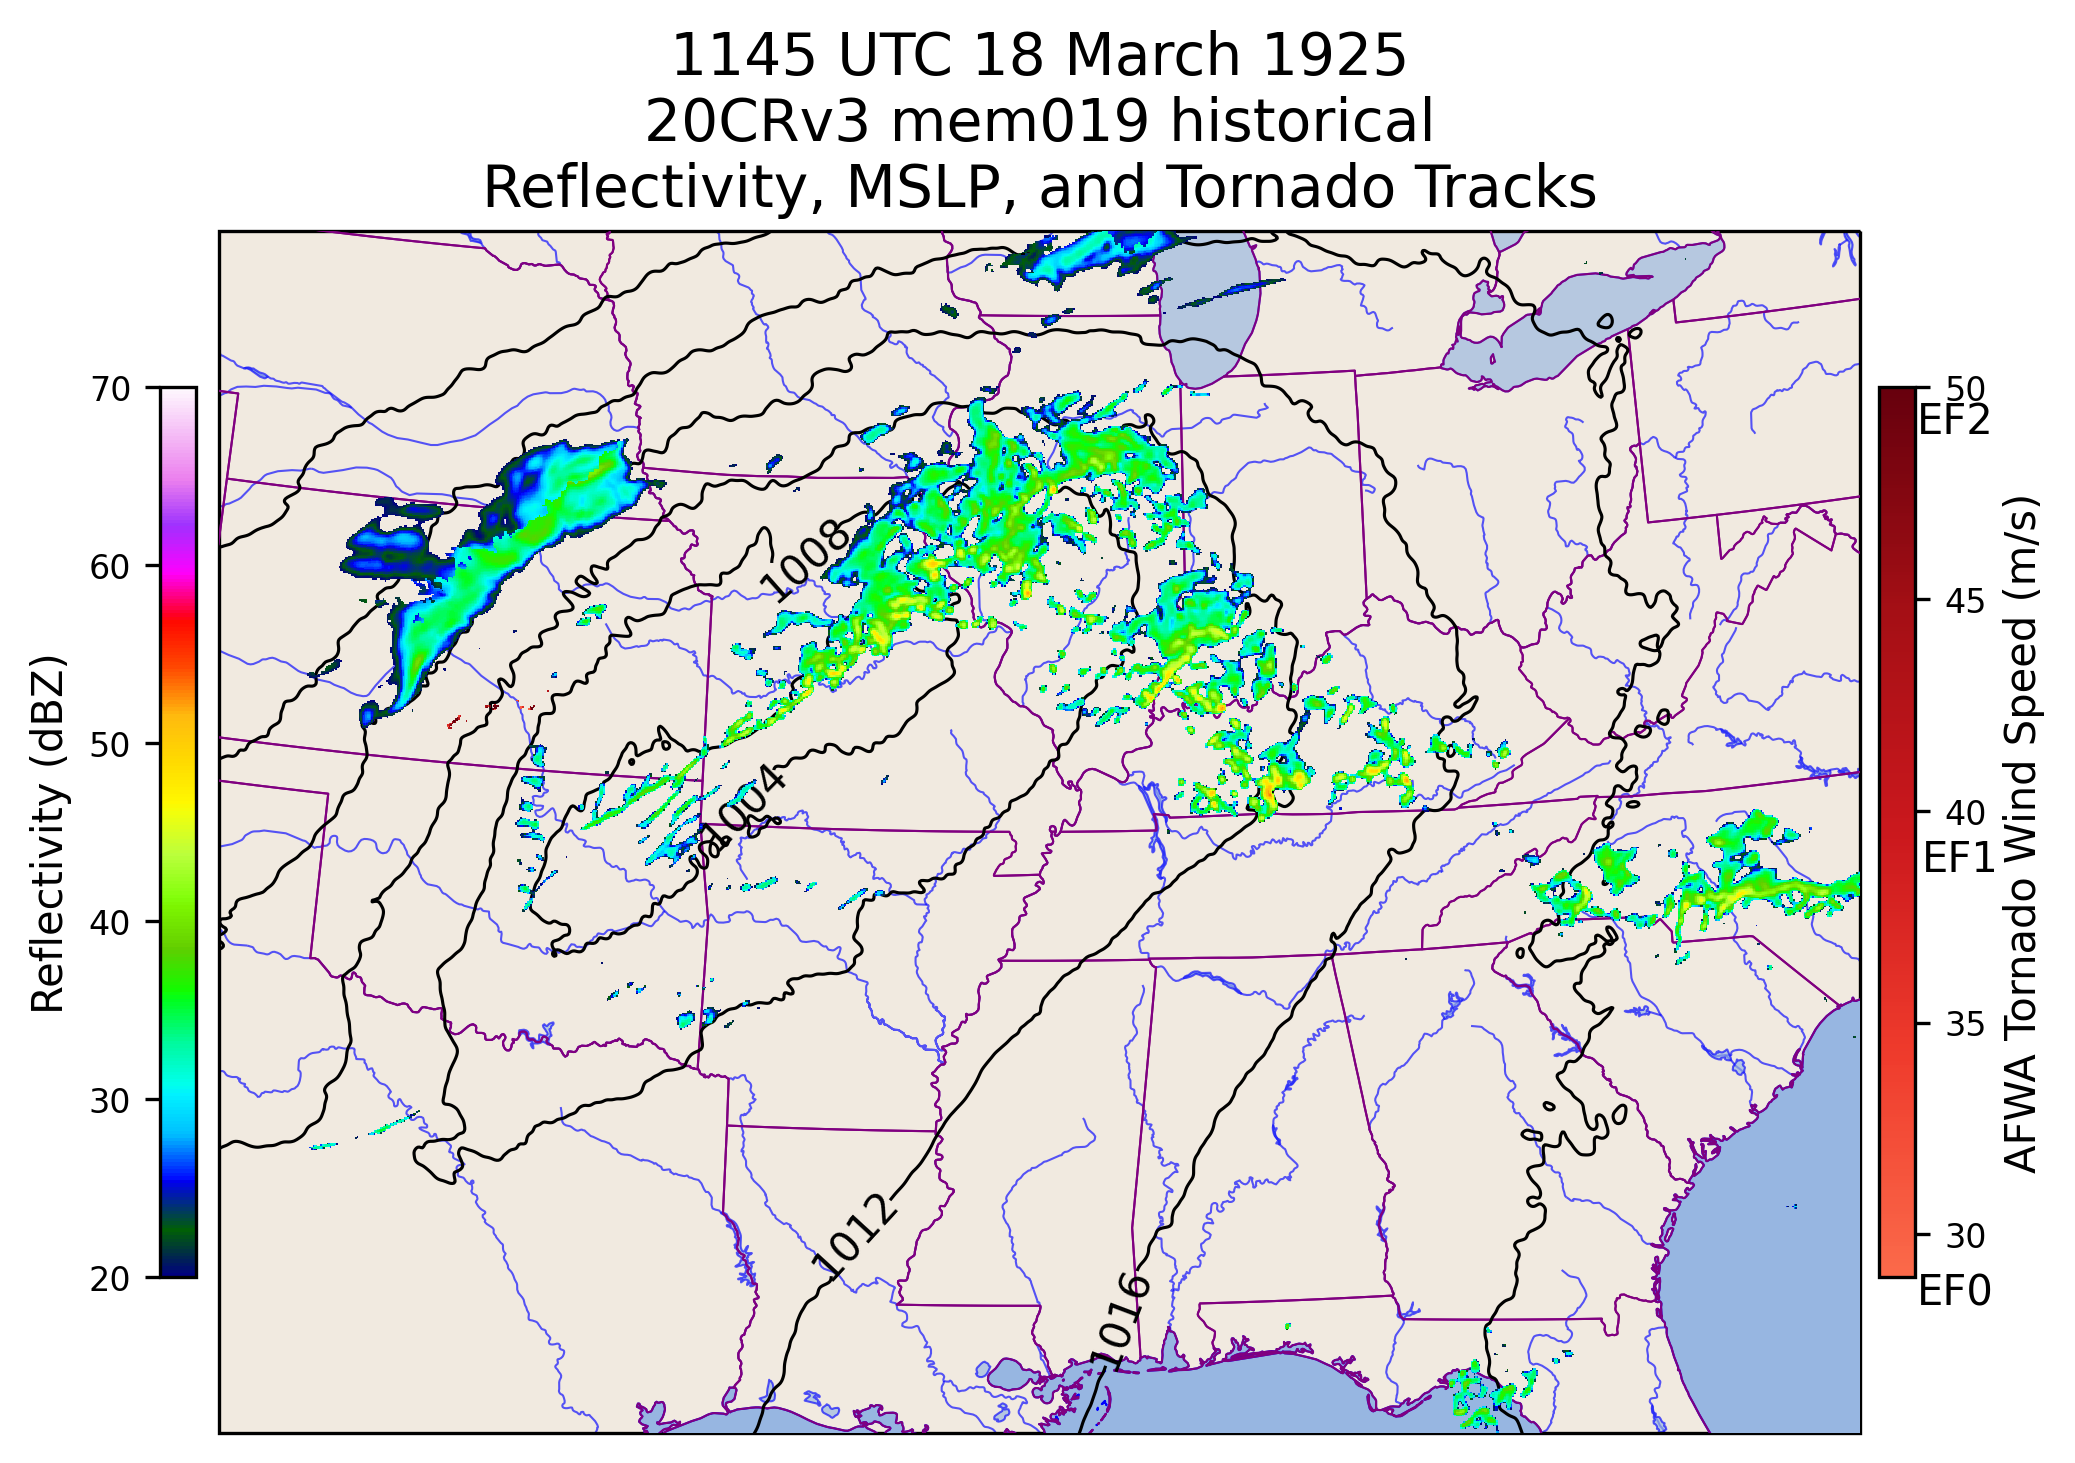 1145 UTC 18 March 1925
20CRv3 mem019 historical
Reflectivity, MSLP, and Tornado Tracks
70
60
50
40
30
20
Reflectivity (dBZ)
1008
1004
1012
1016
50
EF2
45
40
EF1
35
30
EF0
AFWA Tornado Wind Speed (m/s)